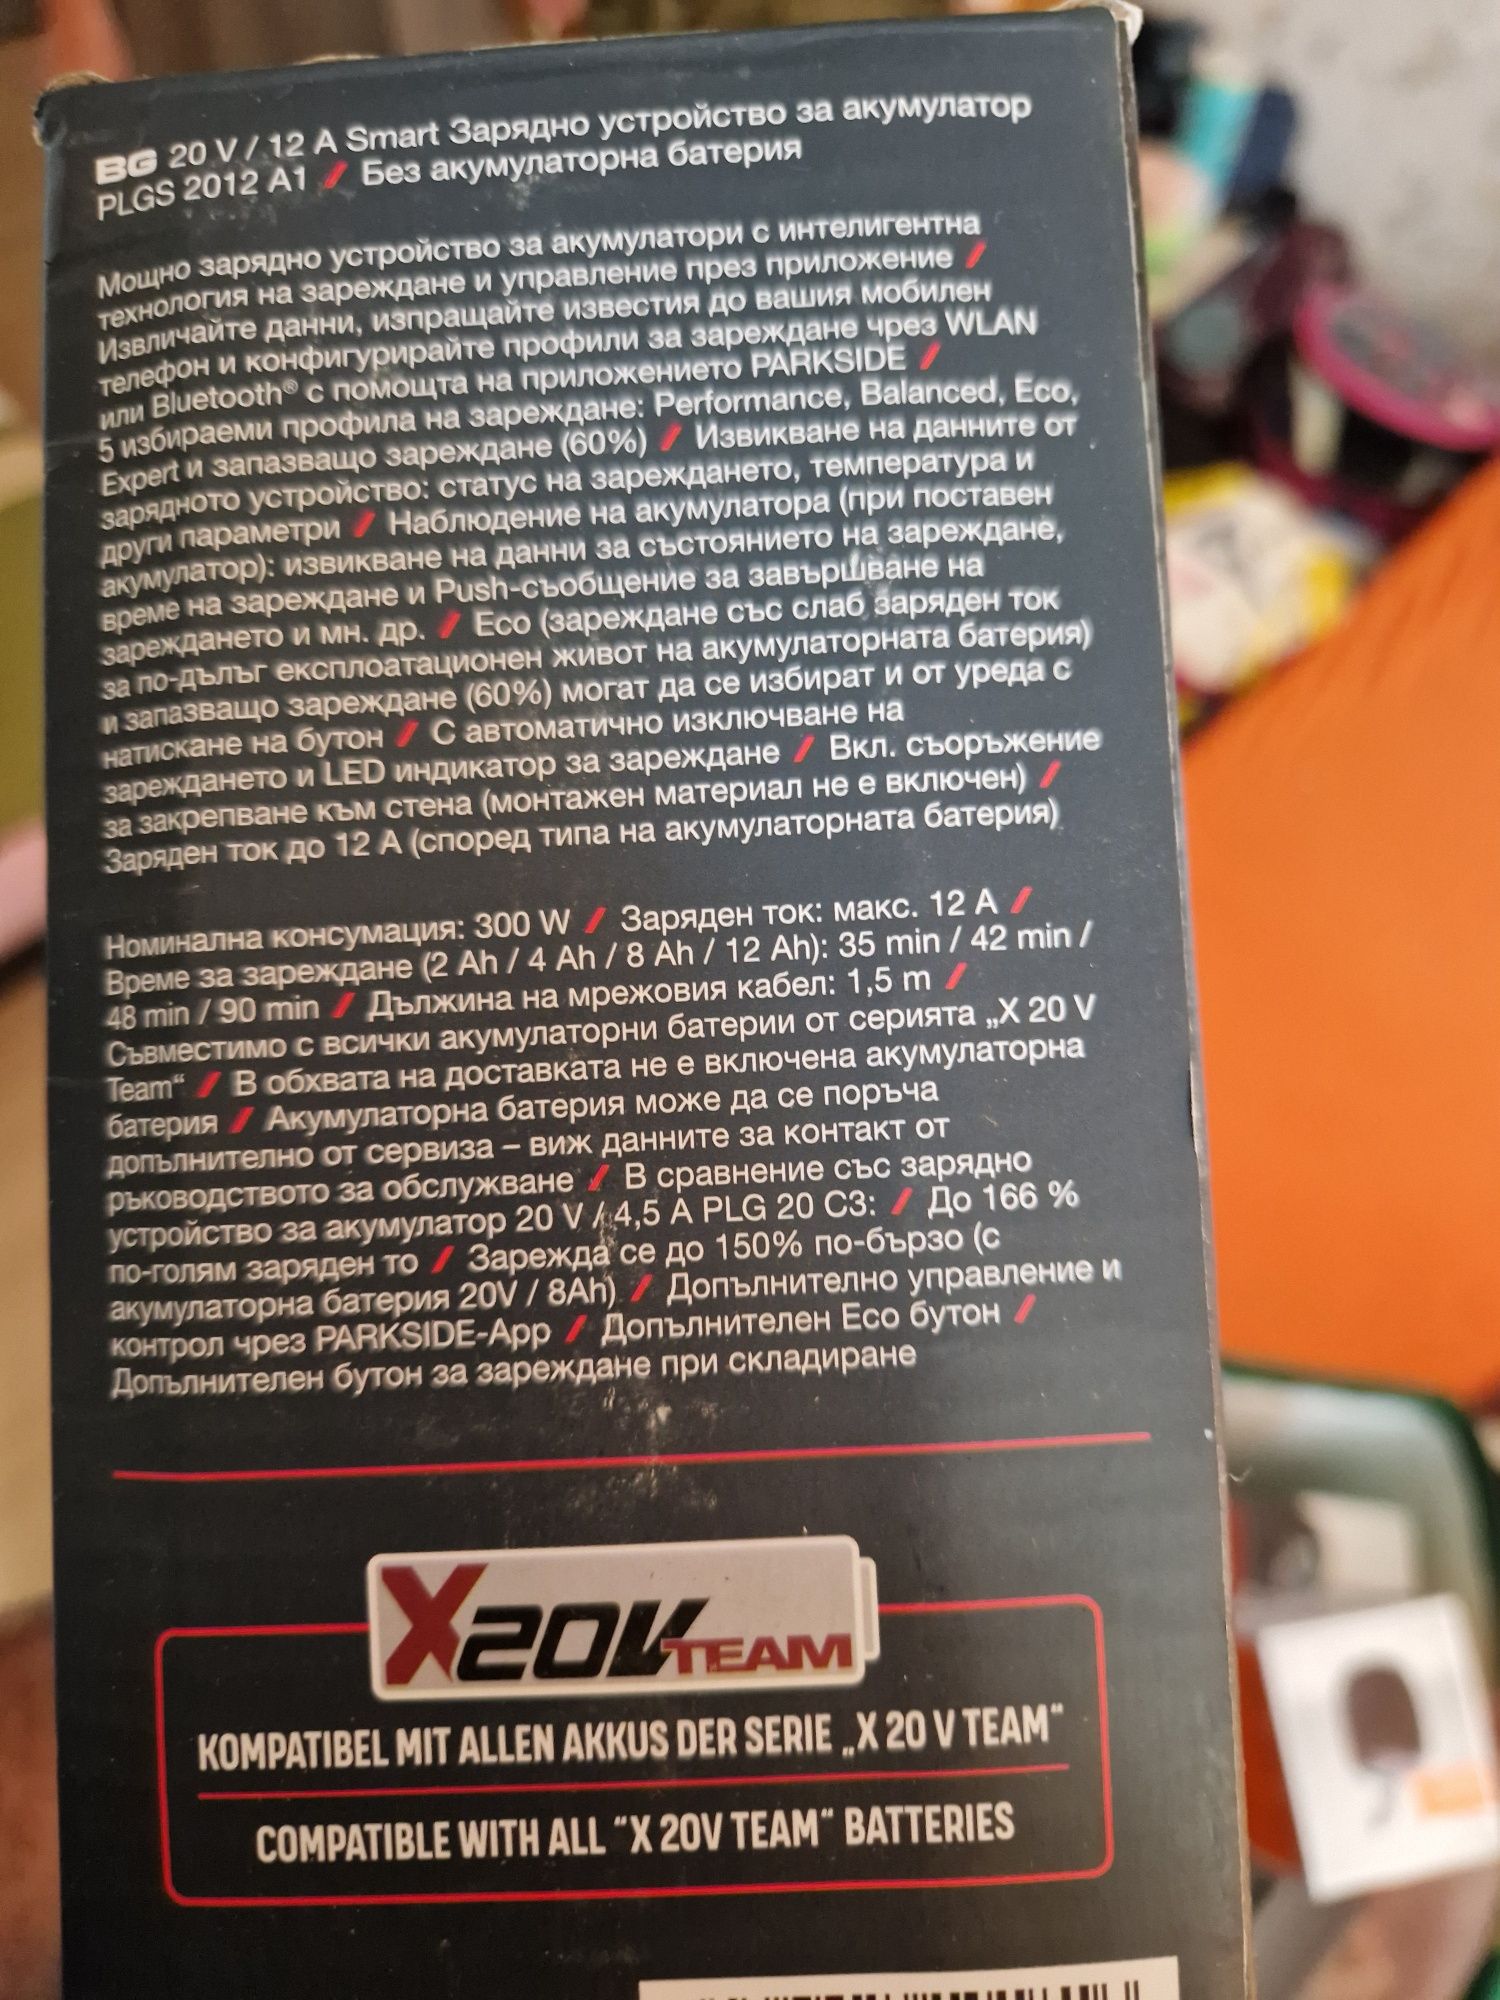 BG 20 V / 12 A Smart Зарядно устройство за акумулатор
PLGS 2012 A1 / Без акумулаторна батерия
Мощно зарядно устройство за акумулатори с интелигентна
технология на зареждане и управление през приложение /
Извличайте данни, изпращайте известия до вашия мобилен
телефон и конфигурирайте профили за зареждане чрез WLAN
или Bluetooth® с помощта на приложението PARKSIDE /
5 избираеми профила на зареждане: Performance, Balanced, Eco,
Expert и запазващо зареждане (60%) / Извикване на данните от
зарядното устройство: статус на зареждането, температура и
други параметри / Наблюдение на акумулатора (при поставен
акумулатор): извикване на данни за състоянието на зареждане,
време на зареждане и Push-съобщение за завършване на
зареждането и мн. др. / Eco (зареждане със слаб заряден ток
за по-дълъг експлоатационен живот на акумулаторната батерия)
и запазващо зареждане (60%) могат да се избират и от уреда с
натискане на бутон / С автоматично изключване на
зареждането и LED индикатор за зареждане / Вкл. съоръжение
за закрепване към стена (монтажен материал не е включен) /
Заряден ток до 12 А (според типа на акумулаторната батерия)
Номинална консумация: 300 W / Заряден ток: макс. 12 А /
Време за зареждане (2 Ah / 4 Ah / 8 Ah / 12 Ah): 35 min / 42 min /
48 min / 90 min / Дължина на мрежовия кабел: 1,5 m /
Съвместимо с всички акумулаторни батерии от серията „X 20 V
Team“ / В обхвата на доставката не е включена акумулаторна
батерия / Акумулаторна батерия може да се поръча
допълнително от сервиза – виж данните за контакт от
ръководството за обслужване / В сравнение със зарядно
устройство за акумулатор 20 V / 4,5 A PLG 20 C3: / До 166 %
по-голям заряден то / Зарежда се до 150% по-бързо (с
акумулаторна батерия 20V / 8Ah) / Допълнително управление и
контрол чрез PARKSIDE-App / Допълнителен Eco бутон /
Допълнителен бутон за зареждане при складиране
X20V TEAM
KOMPATIBEL MIT ALLEN AKKUS DER SERIE „X 20 V TEAM“
COMPATIBLE WITH ALL “X 20V TEAM“ BATTERIES